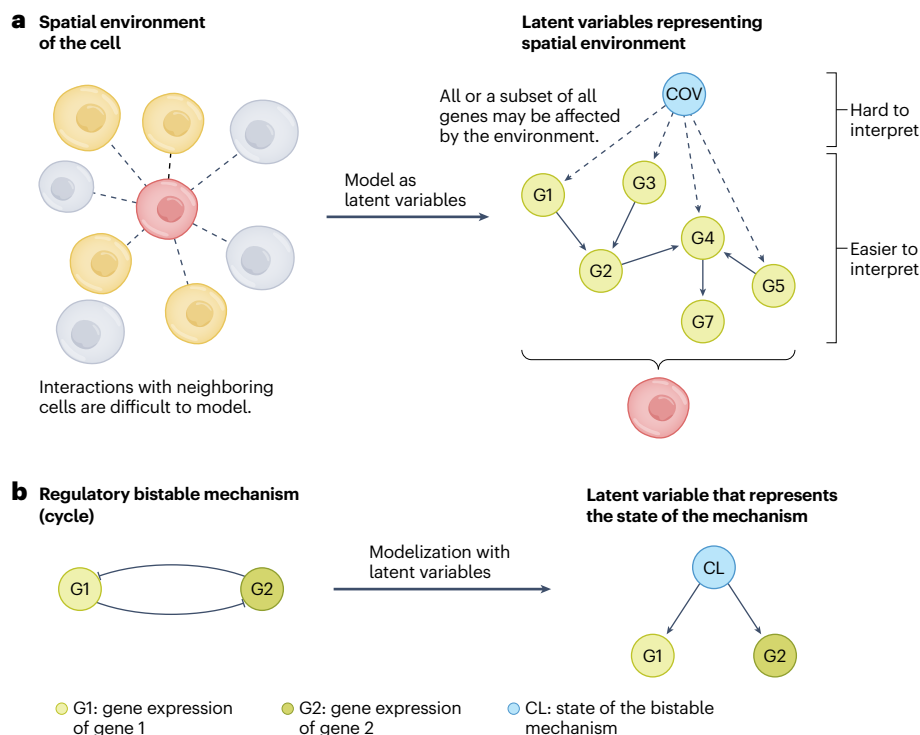 a
Spatial environment
of the cell
Latent variables representing
spatial environment
All or a subset of all
genes may be affected
by the environment.
COV
Hard to
interpret
Model as
latent variables
G1
G3
G4
G2
G5
G7
Easier to
interpret
Interactions with neighboring
cells are difficult to model.
b
Regulatory bistable mechanism
(cycle)
Latent variable that represents
the state of the mechanism
G1
G2
Modelization with
latent variables
CL
G1
G2
G1: gene expression
of gene 1
G2: gene expression
of gene 2
CL: state of the bistable
mechanism